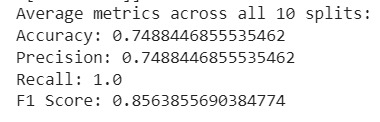 Average metrics across all 10 splits:
Accuracy: 0.7488446855535462
Precision: 0.7488446855535462
Recall: 1.0
F1 Score: 0.8563855690384774